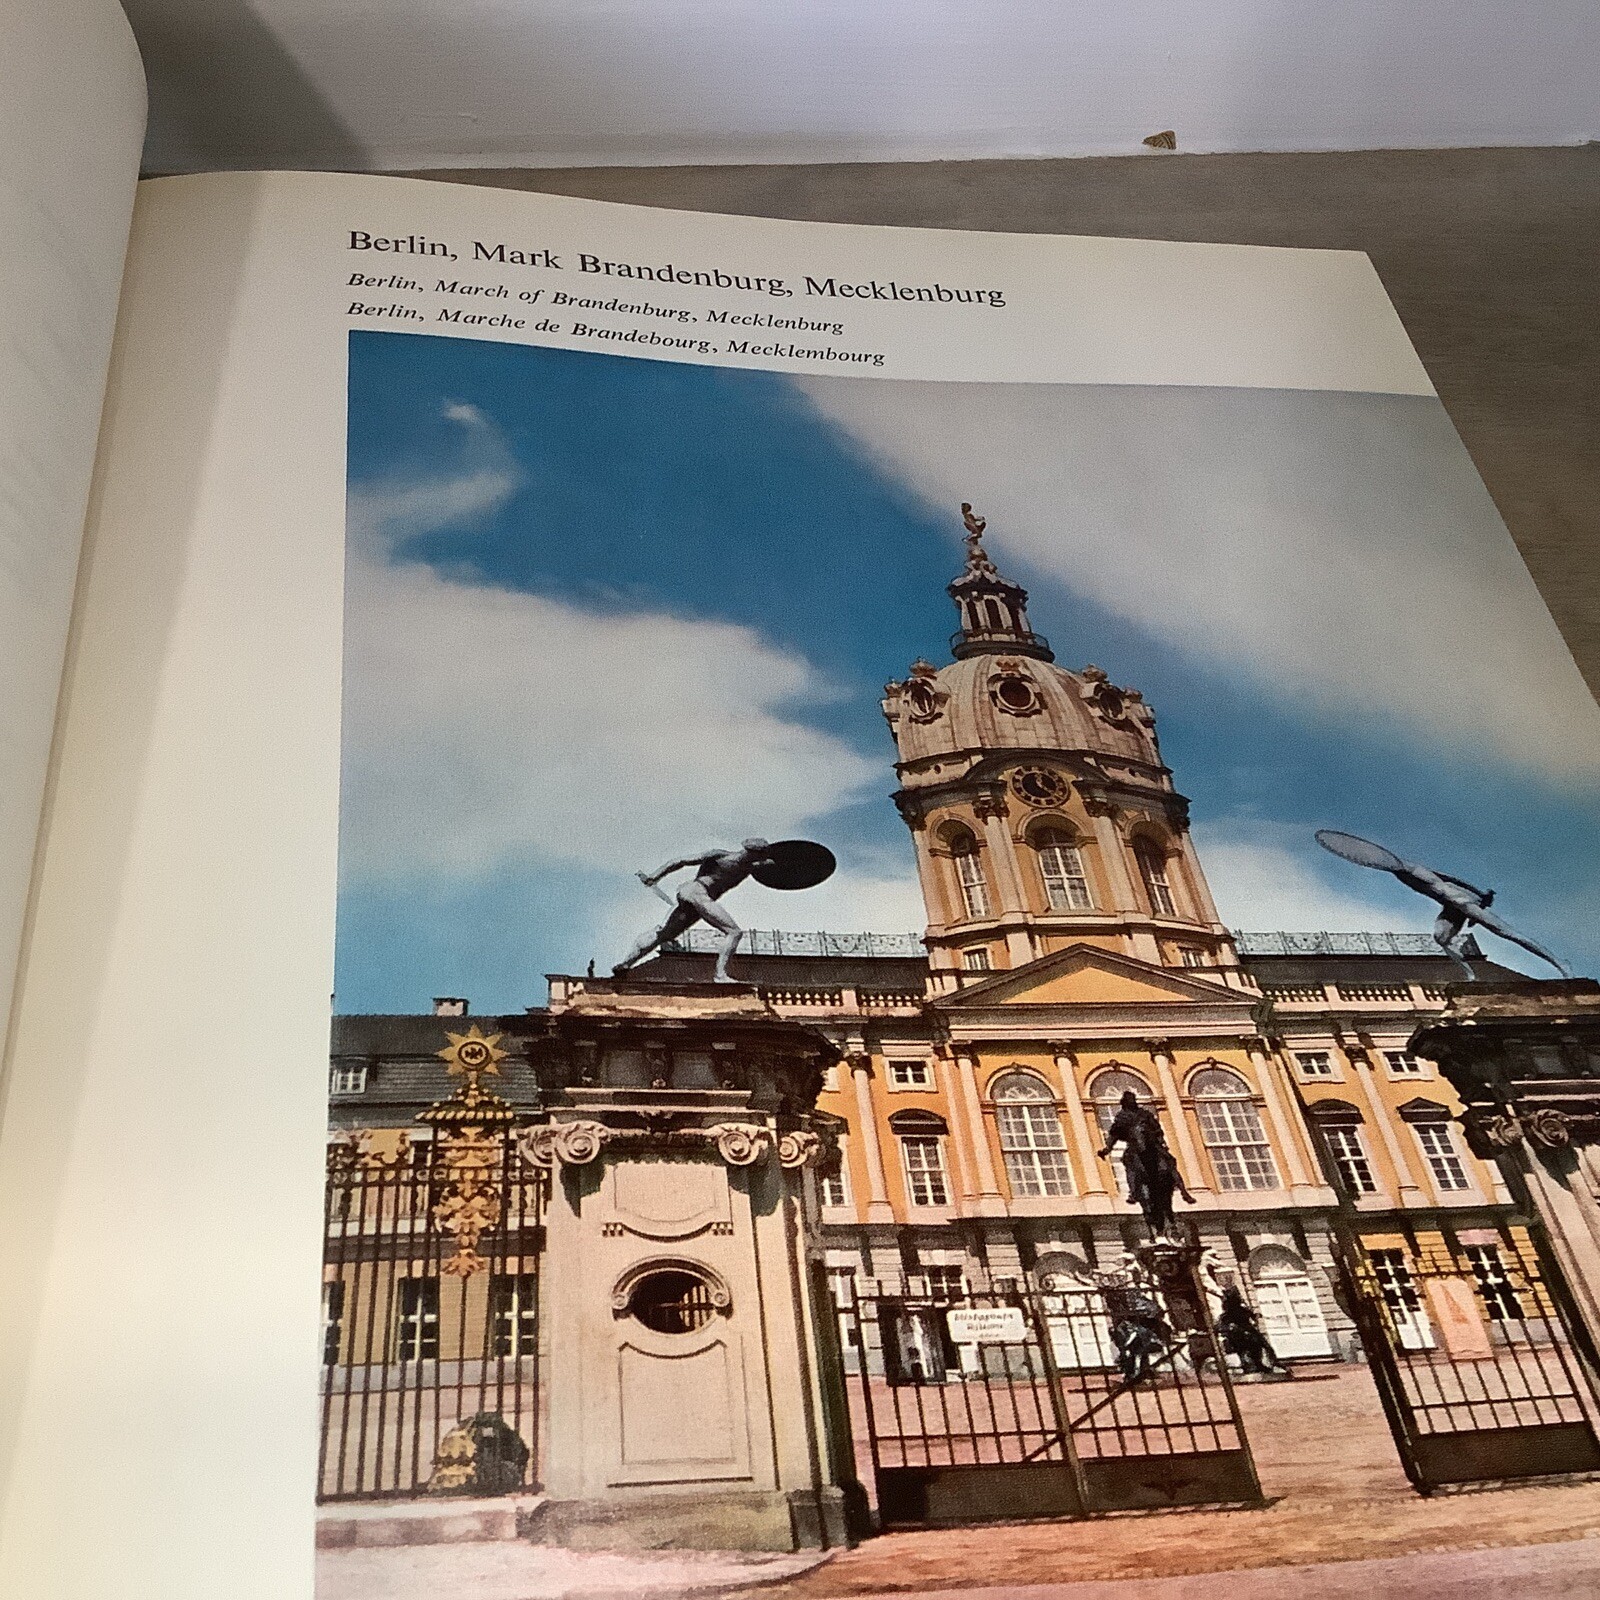 Berlin, Mark Brandenburg, Mecklenburg
Berlin, March of Brandenburg, Mecklenburg
Berlin, Marche de Brandebourg, Mecklembourg